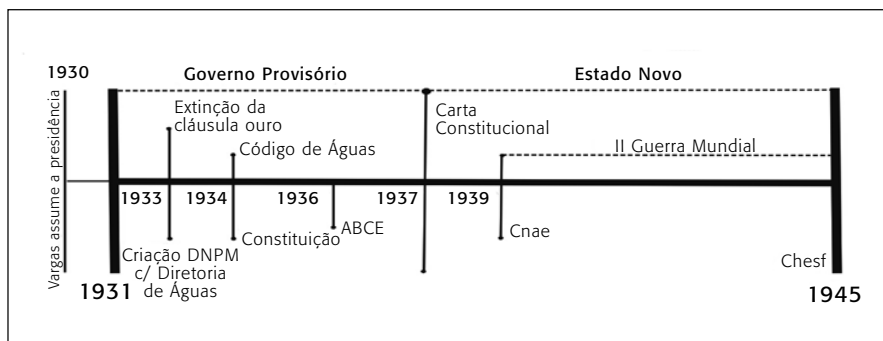 1930
Governo Provisório
Estado Novo
Vargas assume a presidência
Extinção da
cláusula ouro
Carta
Constitucional
Código de Águas
II Guerra Mundial
1933
1934
1936
1937
1939
Criação DNPM
c/ Diretoria
de Águas
Constituição
ABCE
Cnae
Chesf
1931
1945